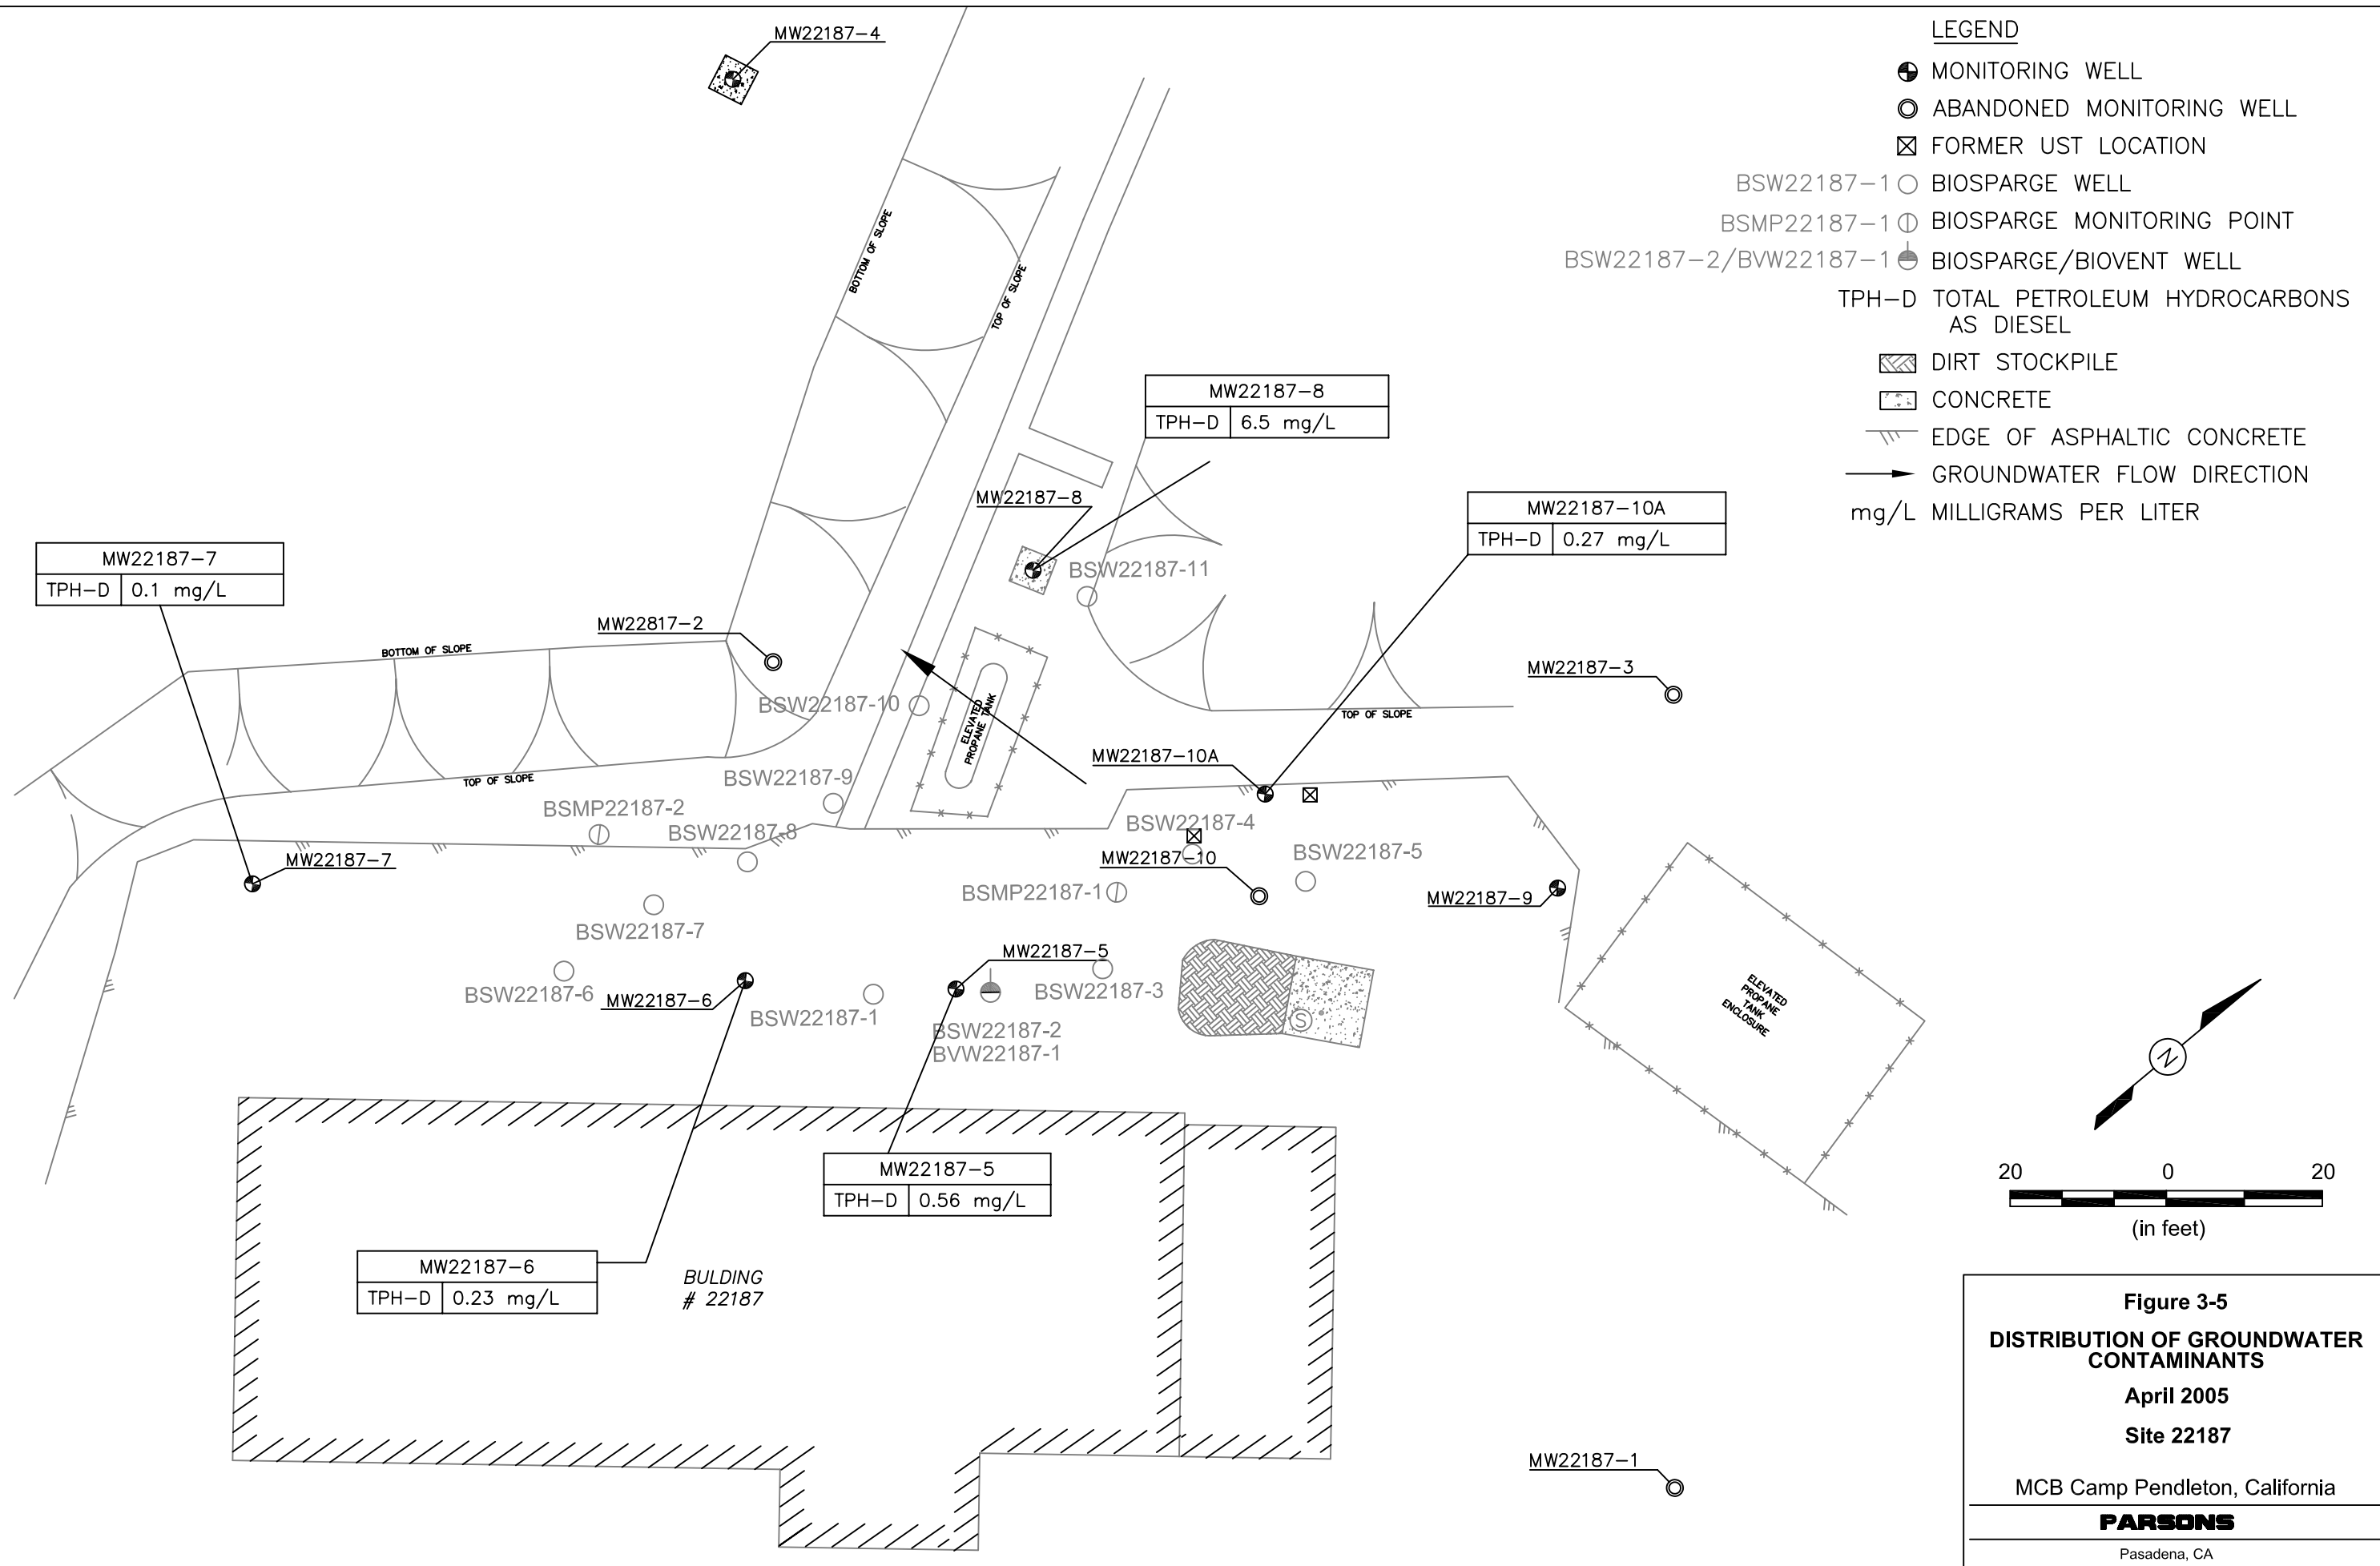 MW22187-4
LEGEND
MONITORING WELL
ABANDONED MONITORING WELL
FORMER UST LOCATION
BSW22187-1 BIOSPARGE WELL
BSMP22187-1 BIOSPARGE MONITORING POINT
BSW22187-2/BVW22187-1 BIOSPARGE/BIOVENT WELL
TPH-D TOTAL PETROLEUM HYDROCARBONS
AS DIESEL
DIRT STOCKPILE
CONCRETE
EDGE OF ASPHALTIC CONCRETE
GROUNDWATER FLOW DIRECTION
mg/L MILLIGRAMS PER LITER
BOTTOM OF SLOPE
TOP OF SLOPE
MW22187-8
TPH-D 6.5 mg/L
MW22187-8
MW22187-10A
TPH-D 0.27 mg/L
MW22187-7
TPH-D 0.1 mg/L
BSW22187-11
MW22817-2
BOTTOM OF SLOPE
MW22187-3
BSW22187-10
ELEVATED
PROPANE TANK
TOP OF SLOPE
MW22187-10A
TOP OF SLOPE
BSW22187-9
BSMP22187-2
BSW22187-8
BSW22187-4
MW22187-7
MW22187-10
BSW22187-5
BSMP22187-1
MW22187-9
BSW22187-7
MW22187-5
BSW22187-6
MW22187-6
BSW22187-1
BSW22187-3
BSW22187-2
BVW22187-1
S
ELEVATED
PROPANE
TANK
ENCLOSURE
N
MW22187-5
TPH-D 0.56 mg/L
20 0 20
(in feet)
MW22187-6
TPH-D 0.23 mg/L
BULDING
# 22187
MW22187-1
Figure 3-5
DISTRIBUTION OF GROUNDWATER
CONTAMINANTS
April 2005
Site 22187
MCB Camp Pendleton, California
PARSONS
Pasadena, CA